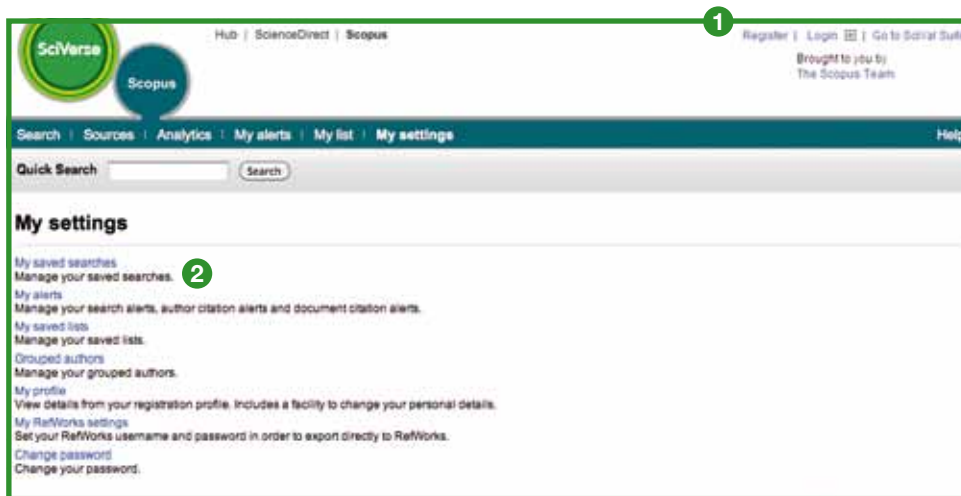 1
SciVerse
Scopus
Hub | ScienceDirect | Scopus
Register | Login | Go to SciVal Suite
Brought to you by
The Scopus Team
Search | Sources | Analytics | My alerts | My list | My settings
Help
Quick Search
Search
My settings
My saved searches
Manage your saved searches.
2
My alerts
Manage your search alerts, author citation alerts and document citation alerts.
My saved lists
Manage your saved lists.
Grouped authors
Manage your grouped authors.
My profile
View details from your registration profile. Includes a facility to change your personal details.
My RefWorks settings
Set your RefWorks username and password in order to export directly to RefWorks.
Change password
Change your password.